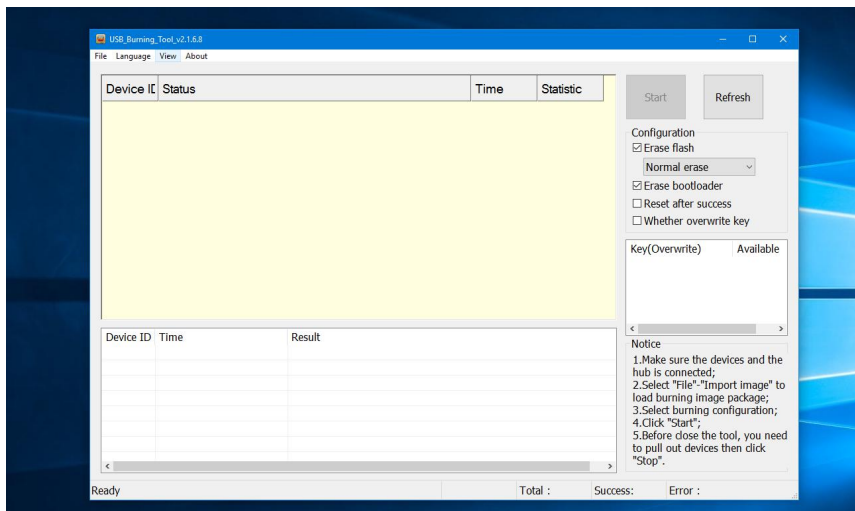 USB_Burning_Tool_v2.1.6.8
File Language View About
Device ID Status Time Statistic
Start Refresh
Configuration
Erase flash
Normal erase
Erase bootloader
Reset after success
Whether overwrite key
Key(Overwrite) Available
Device ID Time Result
Notice
1.Make sure the devices and the
hub is connected;
2.Select "File"-"Import image" to
load burning image package;
3.Select burning configuration;
4.Click "Start";
5.Before close the tool, you need
to pull out devices then click
"Stop".
Ready Total : Success: Error :